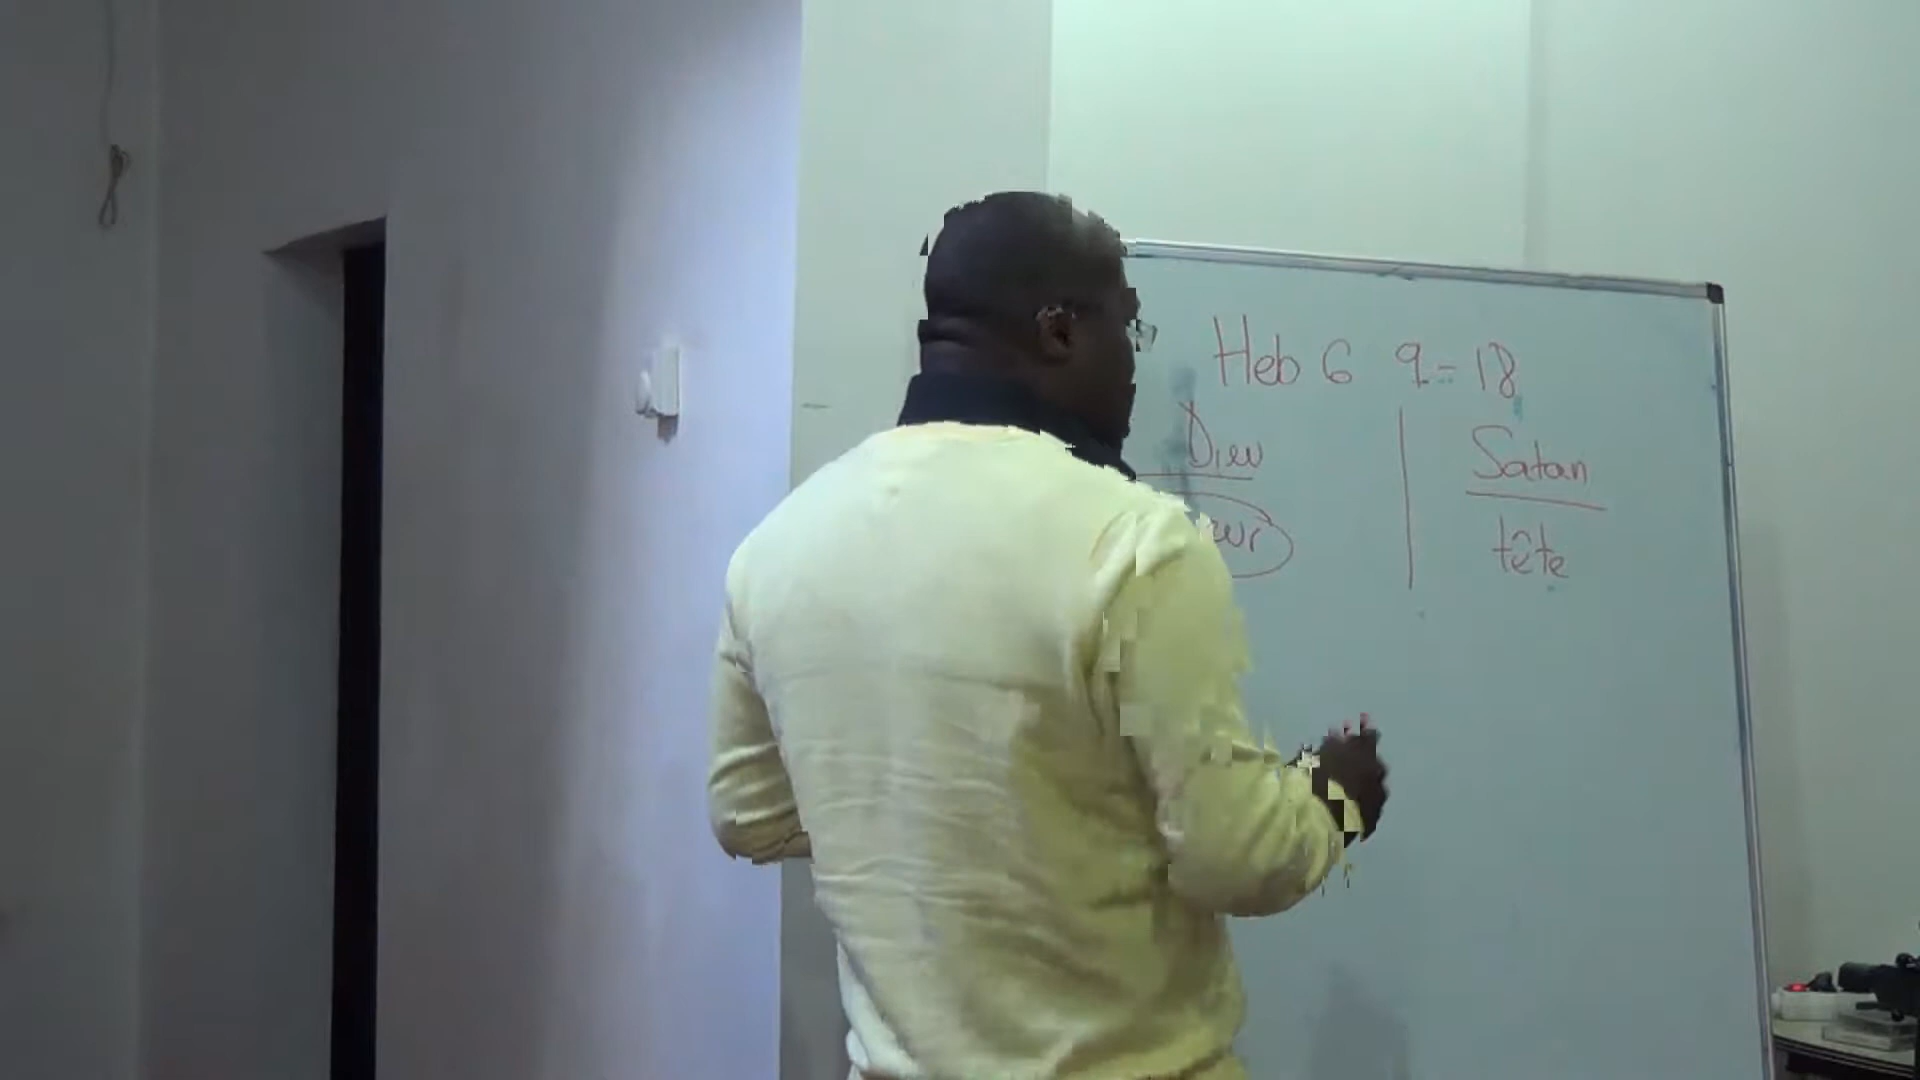 Heb 6 9-18
Dieu | Satan
tête